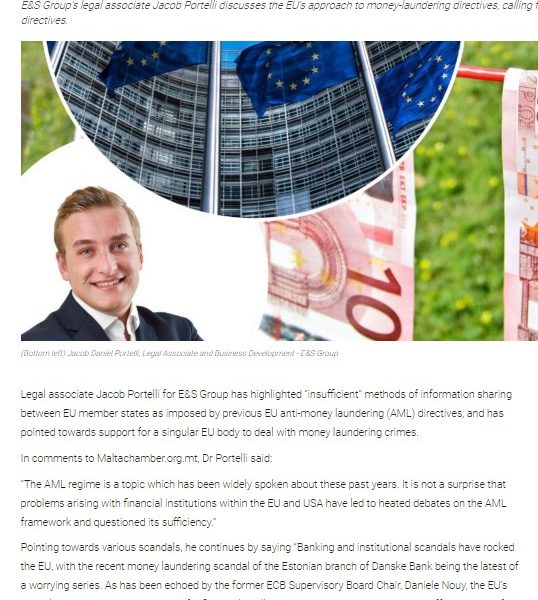 E&S Group's legal associate Jacob Portelli discusses the EU's approach to money-laundering directives, calling
directives.
10
(Bottom left) Jacob Daniel Portelli, Legal Associate and Business Development - E&S Group
Legal associate Jacob Portelli for E&S Group has highlighted "insufficient" methods of information sharing
between EU member states as imposed by previous EU anti-money laundering (AML) directives, and has
pointed towards support for a singular EU body to deal with money laundering crimes.
In comments to Maltachamber.org.mt, Dr Portelli said:
"The AML regime is a topic which has been widely spoken about these past years. It is not a surprise that
problems arising with financial institutions within the EU and USA have led to heated debates on the AML
framework and questioned its sufficiency."
Pointing towards various scandals, he continues by saying "Banking and institutional scandals have rocked
the EU, with the recent money laundering scandal of the Estonian branch of Danske Bank being the latest of
a worrying series. As has been echoed by the former ECB Supervisory Board Chair, Daniele Nouy, the EU's